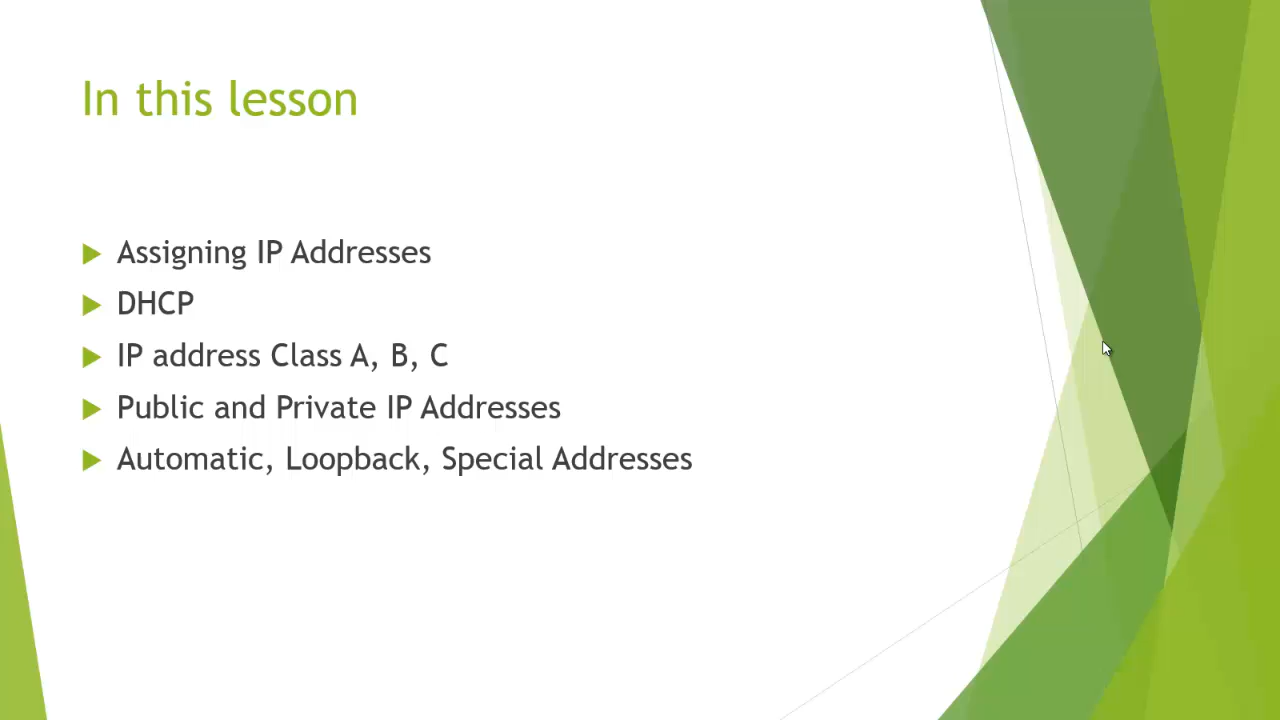 In this lesson
Assigning IP Addresses
DHCP
IP address Class A, B, C
Public and Private IP Addresses
Automatic, Loopback, Special Addresses